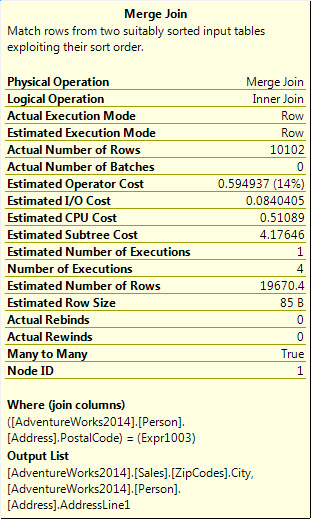 Merge Join
Match rows from two suitably sorted input tables
exploiting their sort order.
Physical Operation Merge Join
Logical Operation Inner Join
Actual Execution Mode Row
Estimated Execution Mode Row
Actual Number of Rows 10102
Actual Number of Batches 0
Estimated Operator Cost 0.594937 (14%)
Estimated I/O Cost 0.0840405
Estimated CPU Cost 0.51089
Estimated Subtree Cost 4.17646
Estimated Number of Executions 1
Number of Executions 4
Estimated Number of Rows 19670.4
Estimated Row Size 85 B
Actual Rebinds 0
Actual Rewinds 0
Many to Many True
Node ID 1
Where (join columns)
([AdventureWorks2014].[Person].
[Address].PostalCode) = (Expr1003)
Output List
[AdventureWorks2014].[Sales].[ZipCodes].City,
[AdventureWorks2014].[Person].
[Address].AddressLine1